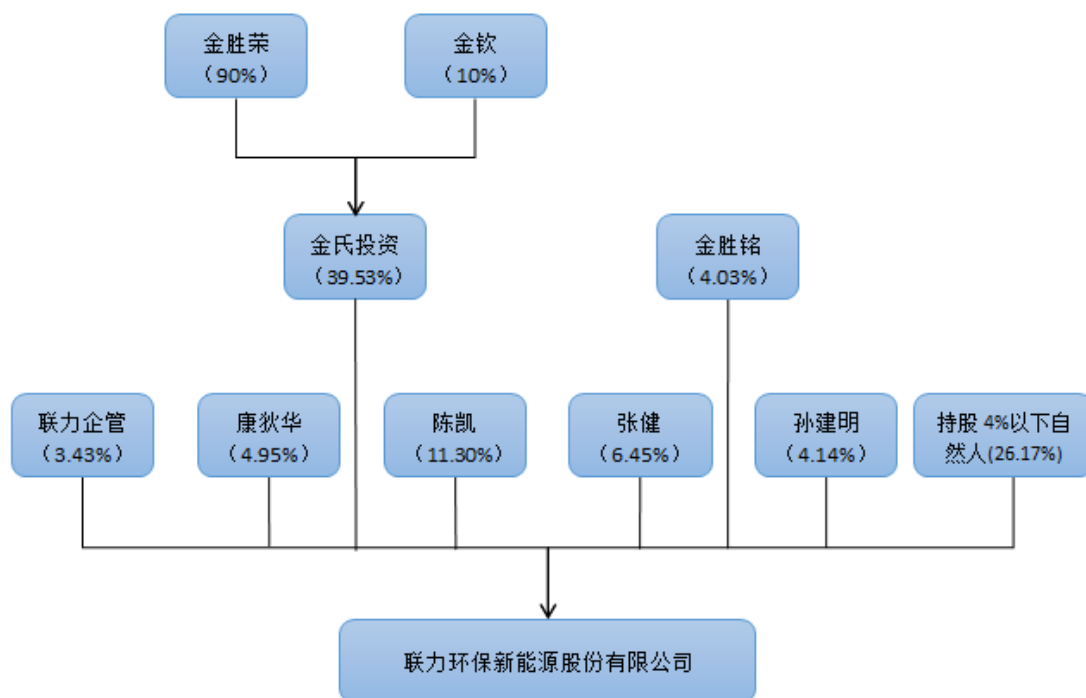 金胜荣
（90%）
金钦
（10%）
金氏投资
（39.53%）
金胜铭
（4.03%）
联力企管
（3.43%）
康狄华
（4.95%）
陈凯
（11.30%）
张健
（6.45%）
孙建明
（4.14%）
持股 4%以下自
然人(26.17%)
联力环保新能源股份有限公司